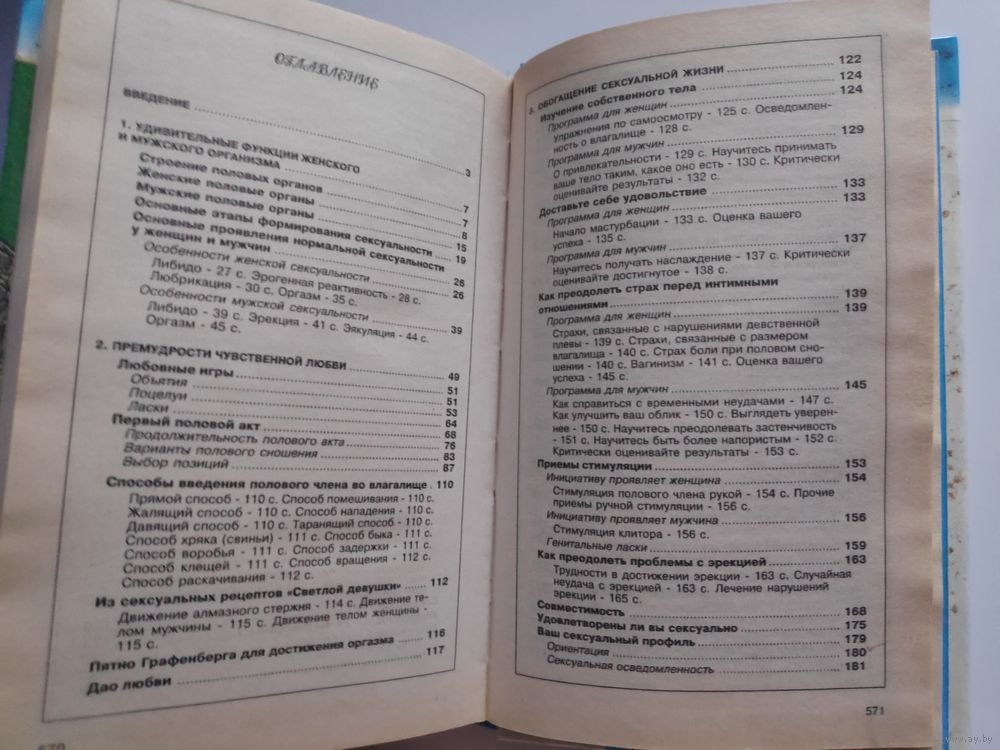 ОГЛАВЛЕНИЕ
ВВЕДЕНИЕ ........ 3
1. УДИВИТЕЛЬНЫЕ ФУНКЦИИ ЖЕНСКОГО
И МУЖСКОГО ОРГАНИЗМА ........ 7
Строение половых органов ........ 7
Женские половые органы ........ 8
Мужские половые органы ........ 15
Основные этапы формирования сексуальности ........ 19
Основные проявления нормальной сексуальности
у женщин и мужчин ........ 26
Особенности женской сексуальности ........ 26
Либидо - 27 с. Эрогенная реактивность - 28 с.
Любрикация - 30 с. Оргазм - 35 с.
Особенности мужской сексуальности ........ 39
Либидо - 39 с. Эрекция - 41 с. Эякуляция - 44 с.
Оргазм - 45 с.
2. ПРЕМУДРОСТИ ЧУВСТВЕННОЙ ЛЮБВИ ........ 49
Любовные игры ........ 51
Объятия ........ 51
Поцелуи ........ 53
Ласки ........ 64
Первый половой акт ........ 68
Продолжительность полового акта ........ 76
Варианты полового сношения ........ 83
Выбор позиций ........ 87
Способы введения полового члена во влагалище . 110
Прямой способ - 110 с. Способ помешивания - 110 с.
Жалящий способ - 110 с. Способ нападения - 110 с.
Давящий способ - 110 с. Таранящий способ - 110 с.
Способ хряка (свиньи) - 111 с. Способ быка - 111 с.
Способ воробья - 111 с. Способ задержки - 111 с.
Способ клещей - 111 с. Способ вращения - 112 с.
Способ раскачивания - 112 с.
Из сексуальных рецептов «Светлой девушки» ........ 112
Движение алмазного стержня - 114 с. Движение те-
лом мужчины - 115 с. Движение телом женщины -
115 с.
Пятно Графенберга для достижения оргазма ........ 116
Дао любви ........ 117
570
3. ОБОГАЩЕНИЕ СЕКСУАЛЬНОЙ ЖИЗНИ ........ 122
Изучение собственного тела ........ 124
Программа для женщин ........ 124
Упражнения по самоосмотру - 125 с. Осведомлен-
ность о влагалище - 128 с.
Программа для мужчин ........ 129
О привлекательности - 129 с. Научитесь принимать
ваше тело таким, какое оно есть - 130 с. Критически
оценивайте результаты - 132 с.
Доставьте себе удовольствие ........ 133
Программа для женщин ........ 133
Начало мастурбации - 133 с. Оценка вашего
успеха - 135 с.
Программа для мужчин ........ 137
Научитесь получать наслаждение - 137 с. Критически
оценивайте достигнутое - 138 с.
Как преодолеть страх перед интимными
отношениями ........ 139
Программа для женщин ........ 139
Страхи, связанные с нарушениями девственной
плевы - 139 с. Страхи, связанные с размером
влагалища - 140 с. Страх боли при половом сно-
шении - 140 с. Вагинизм - 141 с. Оценка вашего
успеха - 145 с.
Программа для мужчин ........ 145
Как справиться с временными неудачами - 147 с.
Как улучшить ваш облик - 150 с. Выглядеть уверен-
нее - 150 с. Научитесь преодолевать застенчивость
- 151 с. Научитесь быть более напористым - 152 с.
Критически оценивайте результаты - 153 с.
Приемы стимуляции ........ 153
Инициативу проявляет женщина ........ 154
Стимуляция полового члена рукой - 154 с. Прочие
приемы ручной стимуляции - 156 с.
Инициативу проявляет мужчина ........ 156
Стимуляция клитора - 156 с.
Генитальные ласки ........ 159
Как преодолеть проблемы с эрекцией ........ 163
Трудности в достижении эрекции - 163 с. Случайная
неудача с эрекцией - 163 с. Лечение нарушений
эрекции - 165 с.
Совместимость ........ 168
Удовлетворены ли вы сексуально ........ 175
Ваш сексуальный профиль ........ 179
Ориентация ........ 180
Сексуальная осведомленность ........ 181
571
www.ay.by